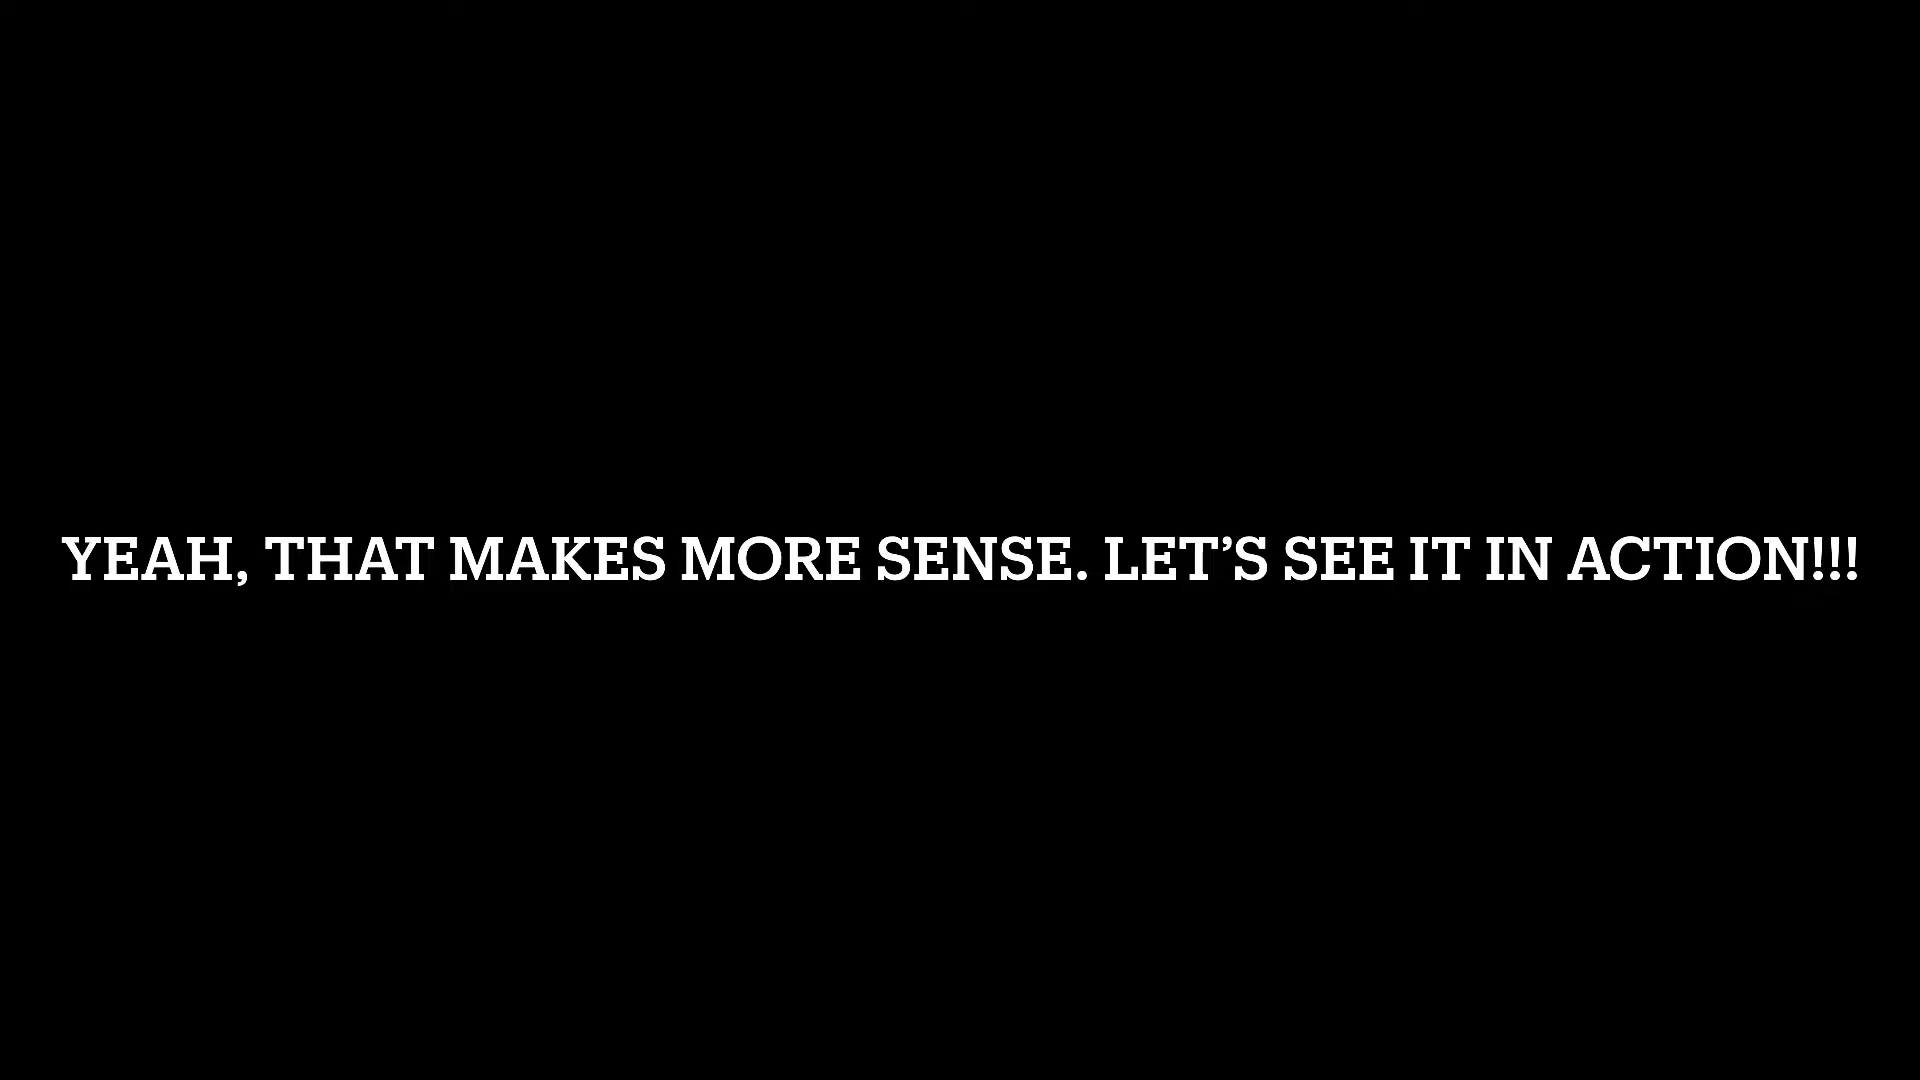 YEAH, THAT MAKES MORE SENSE. LET’S SEE IT IN ACTION!!!